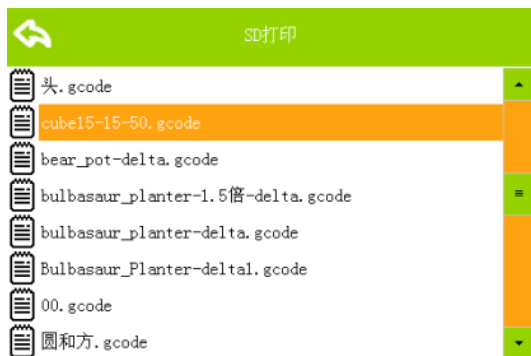 SD打印
头.gcode
cube15-15-50.gcode
bear_pot-delta.gcode
bulbasaur_planter-1.5倍-delta.gcode
bulbasaur_planter-delta.gcode
Bulbasaur_Planter-delta1.gcode
00.gcode
圆和方.gcode